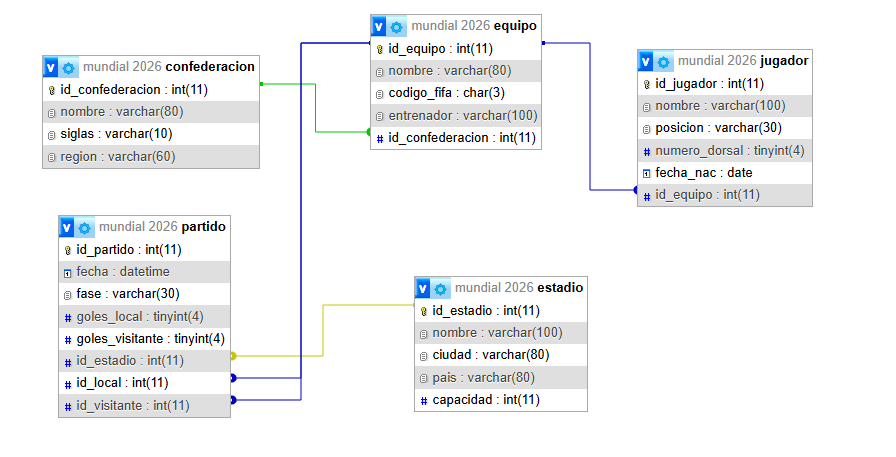 mundial 2026 confederacion
id_confederacion : int(11)
nombre : varchar(80)
siglas : varchar(10)
region : varchar(60)
mundial 2026 equipo
id_equipo : int(11)
nombre : varchar(80)
codigo_fifa : char(3)
entrenador : varchar(100)
id_confederacion : int(11)
mundial 2026 jugador
id_jugador : int(11)
nombre : varchar(100)
posicion : varchar(30)
numero_dorsal : tinyint(4)
fecha_nac : date
id_equipo : int(11)
mundial 2026 partido
id_partido : int(11)
fecha : datetime
fase : varchar(30)
goles_local : tinyint(4)
goles_visitante : tinyint(4)
id_estadio : int(11)
id_local : int(11)
id_visitante : int(11)
mundial 2026 estadio
id_estadio : int(11)
nombre : varchar(100)
ciudad : varchar(80)
pais : varchar(80)
capacidad : int(11)